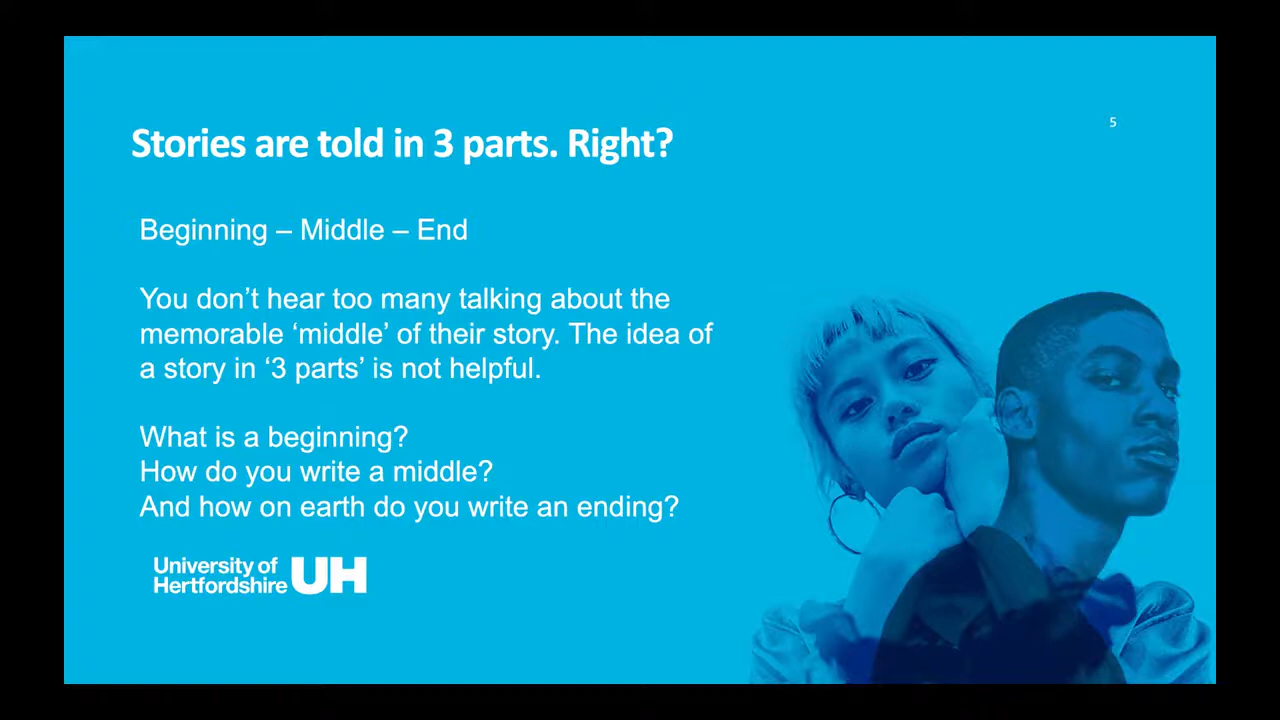 5
Stories are told in 3 parts. Right?
Beginning – Middle – End
You don’t hear too many talking about the
memorable ‘middle’ of their story. The idea of
a story in ‘3 parts’ is not helpful.
What is a beginning?
How do you write a middle?
And how on earth do you write an ending?
University of
Hertfordshire UH